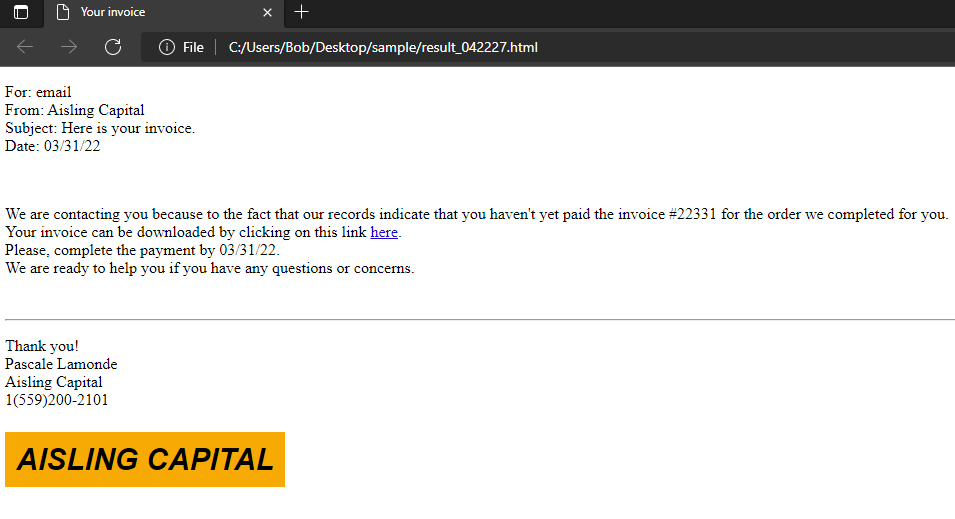 Your invoice
File
C:/Users/Bob/Desktop/sample/result_042227.html
For: email
From: Aisling Capital
Subject: Here is your invoice.
Date: 03/31/22
We are contacting you because to the fact that our records indicate that you haven't yet paid the invoice #22331 for the order we completed for you.
Your invoice can be downloaded by clicking on this link here.
Please, complete the payment by 03/31/22.
We are ready to help you if you have any questions or concerns.
Thank you!
Pascale Lamonde
Aisling Capital
1(559)200-2101
AISLING CAPITAL